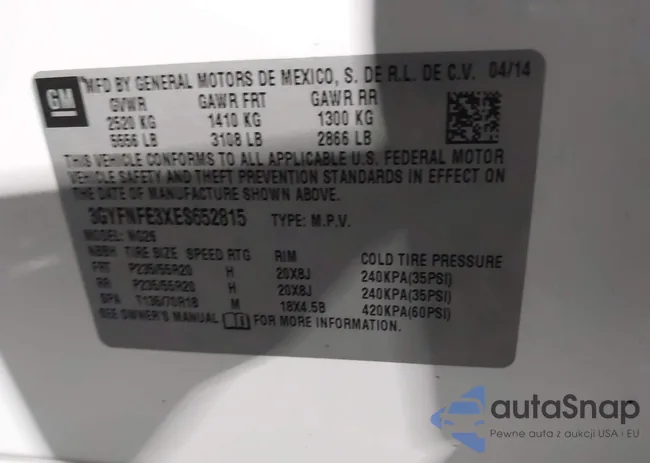 GM
MFD BY GENERAL MOTORS DE MEXICO, S. DE R.L. DE C.V. 04/14
GVWR GAWR FRT GAWR RR
2520 KG 1410 KG 1300 KG
5556 LB 3108 LB 2866 LB
THIS VEHICLE CONFORMS TO ALL APPLICABLE U.S. FEDERAL MOTOR
VEHICLE SAFETY AND THEFT PREVENTION STANDARDS IN EFFECT ON
THE DATE OF MANUFACTURE SHOWN ABOVE.
3GYFNFE3XES652815 TYPE: M.P.V.
MODEL: NG26
NBBH TIRE SIZE SPEED RTG RIM COLD TIRE PRESSURE
FRT P235/55R20 H 20X8J 240KPA(35PSI)
RR P235/55R20 H 20X8J 240KPA(35PSI)
SPA T135/70R18 M 18X4.5B 420KPA(60PSI)
SEE OWNER'S MANUAL FOR MORE INFORMATION.
autaSnap
Pewne auta z aukcji USA i EU